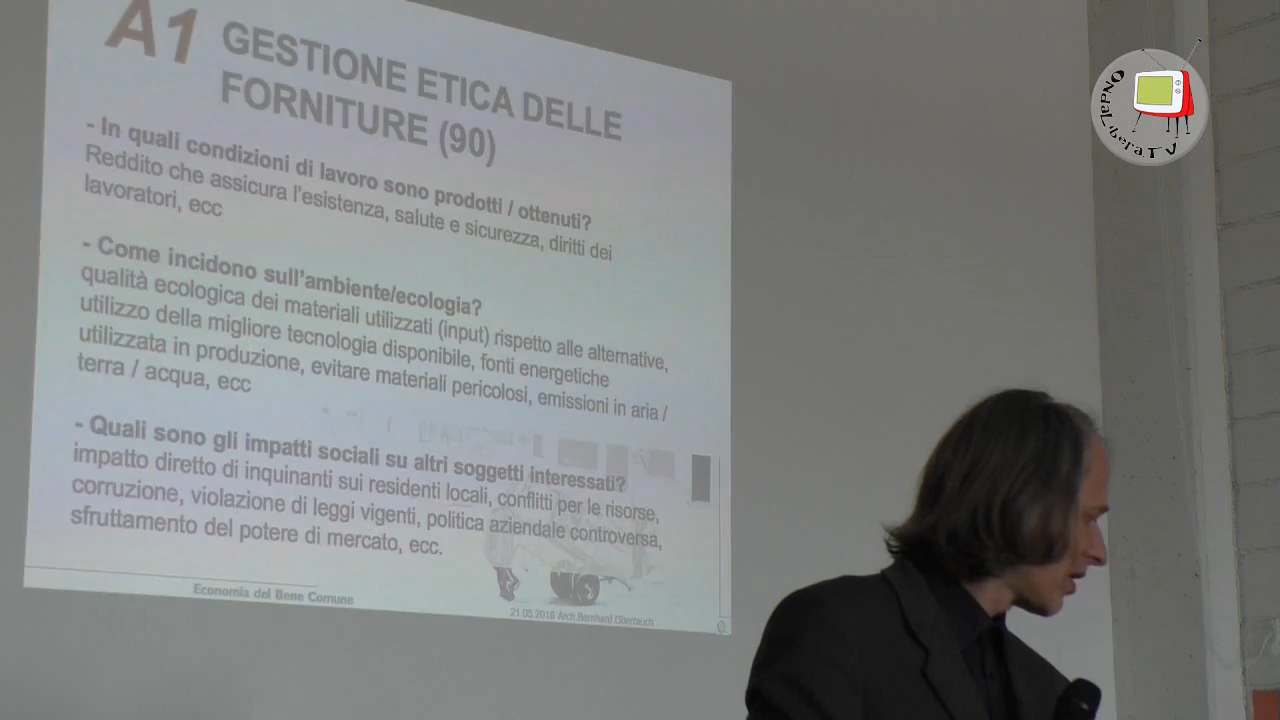 A1 GESTIONE ETICA DELLE
FORNITURE (90)
- In quali condizioni di lavoro sono prodotti / ottenuti?
Reddito che assicura l'esistenza, salute e sicurezza, diritti dei
lavoratori, ecc
- Come incidono sull'ambiente/ecologia?
qualità ecologica dei materiali utilizzati (input) rispetto alle alternative,
utilizzo della migliore tecnologia disponibile, fonti energetiche
utilizzata in produzione, evitare materiali pericolosi, emissioni in aria /
terra / acqua, ecc
- Quali sono gli impatti sociali su altri soggetti interessati?
impatto diretto di inquinanti sui residenti locali, conflitti per le risorse,
corruzione, violazione di leggi vigenti, politica aziendale controversa,
sfruttamento del potere di mercato, ecc.
Economia del Bene Comune
21.05.2016 Arch.Bernhard Oberrauch
OndaLibera.TV